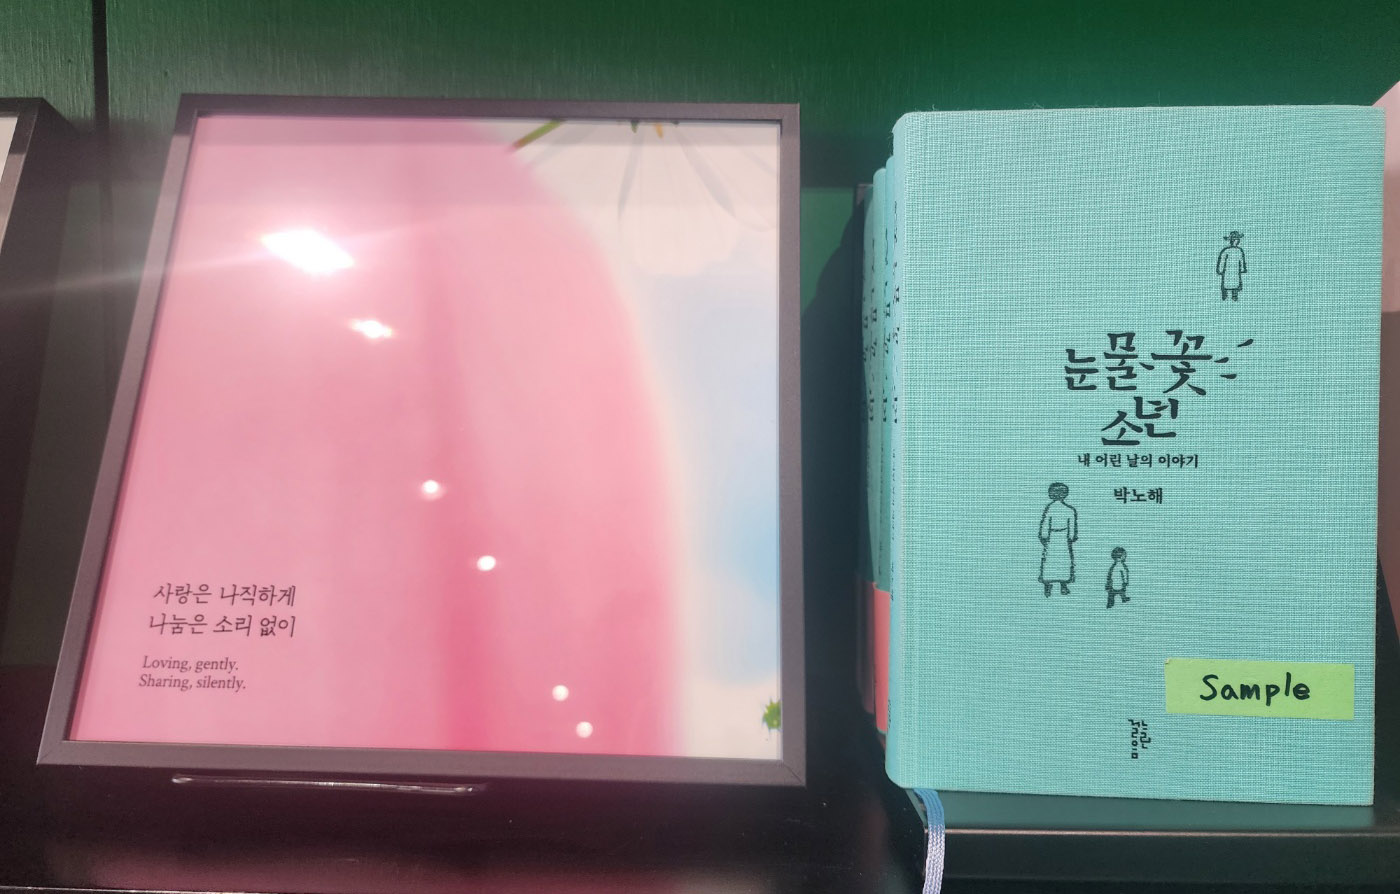 사랑은 나직하게
나눔은 소리 없이
Loving, gently.
Sharing, silently.
눈물꽃
소년
내 어린 날의 이야기
박노해
Sample
느린걸음